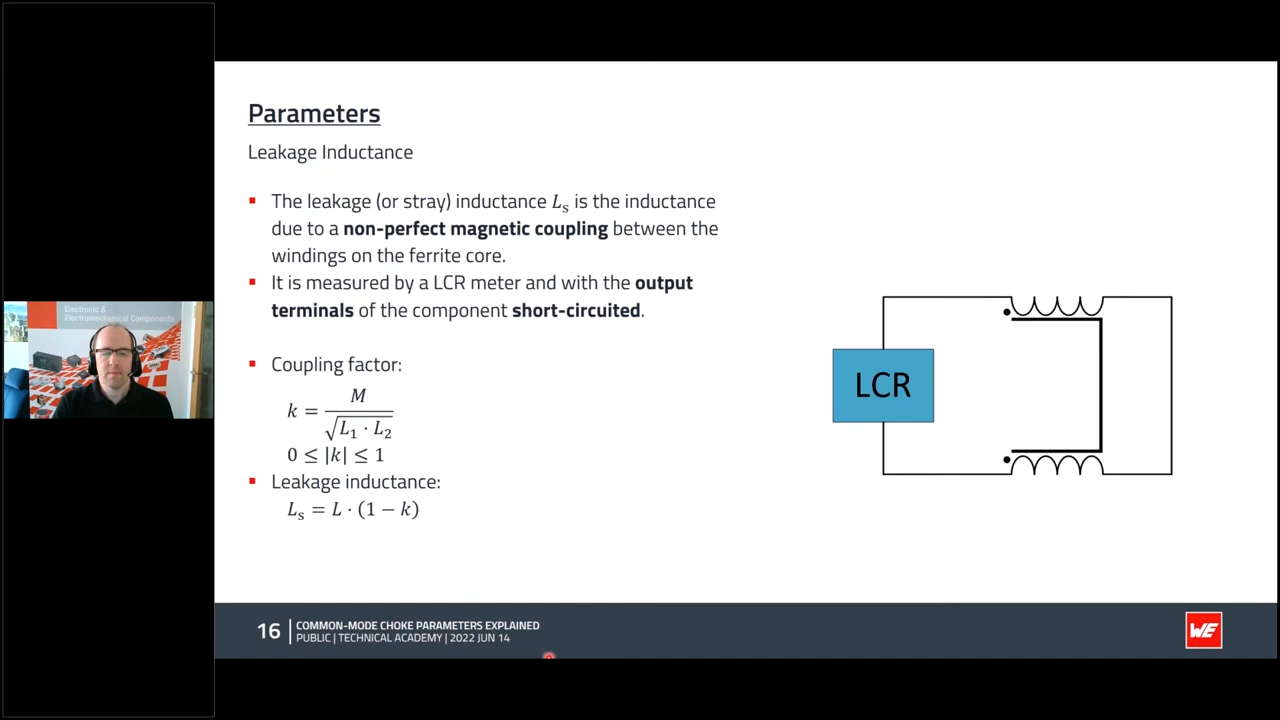 Electronic &
Electromechanical Components
Parameters
Leakage Inductance
The leakage (or stray) inductance Lₛ is the inductance
due to a non-perfect magnetic coupling between the
windings on the ferrite core.
It is measured by a LCR meter and with the output
terminals of the component short-circuited.
Coupling factor:
k = M / √(L₁ · L₂)
0 ≤ |k| ≤ 1
Leakage inductance:
Lₛ = L · (1 − k)
LCR
16
COMMON-MODE CHOKE PARAMETERS EXPLAINED
PUBLIC | TECHNICAL ACADEMY | 2022 JUN 14
WE